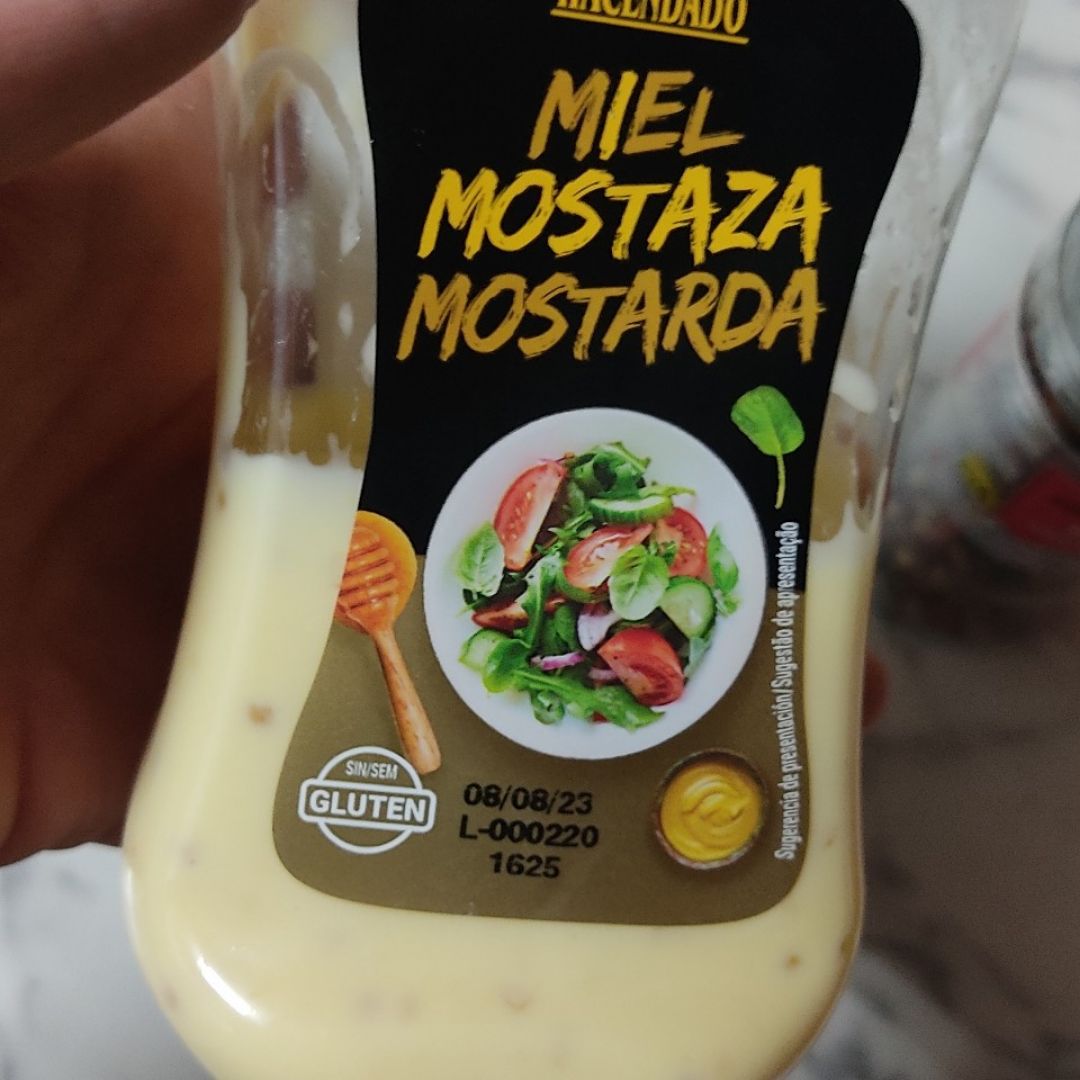 HACENDADO
MIEL
MOSTAZA
MOSTARDA
Sugerencia de presentación/Sugestão de apresentação
SIN/SEM
GLUTEN
08/08/23
L-000220
1625